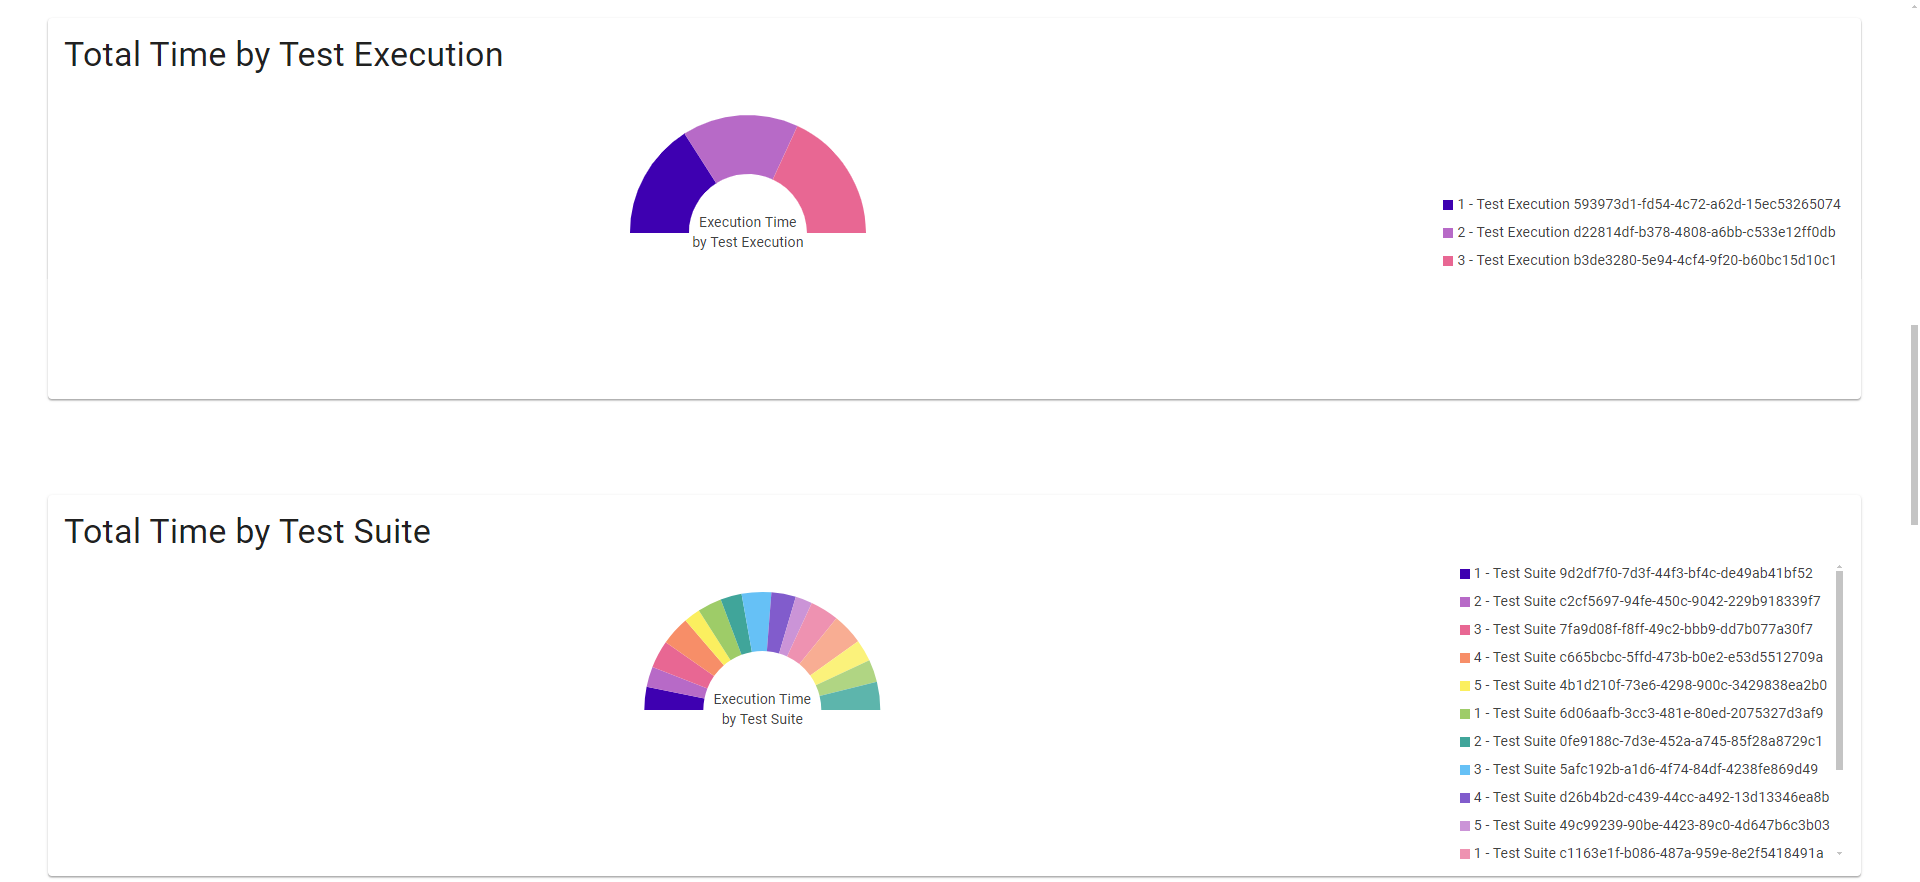 Total Time by Test Execution
Execution Time
by Test Execution
1 - Test Execution 593973d1-fd54-4c72-a62d-15ec53265074
2 - Test Execution d22814df-b378-4808-a6bb-c533e12ff0db
3 - Test Execution b3de3280-5e94-4cf4-9f20-b60bc15d10c1
Total Time by Test Suite
Execution Time
by Test Suite
1 - Test Suite 9d2df7f0-7d3f-44f3-bf4c-de49ab41bf52
2 - Test Suite c2cf5697-94fe-450c-9042-229b918339f7
3 - Test Suite 7fa9d08f-f8ff-49c2-bbb9-dd7b077a30f7
4 - Test Suite c665bcbc-5ffd-473b-b0e2-e53d5512709a
5 - Test Suite 4b1d210f-73e6-4298-900c-3429838ea2b0
1 - Test Suite 6d06aafb-3cc3-481e-80ed-2075327d3af9
2 - Test Suite 0fe9188c-7d3e-452a-a745-85f28a8729c1
3 - Test Suite 5afc192b-a1d6-4f74-84df-4238fe869d49
4 - Test Suite d26b4b2d-c439-44cc-a492-13d13346ea8b
5 - Test Suite 49c99239-90be-4423-89c0-4d647b6c3b03
1 - Test Suite c1163e1f-b086-487a-959e-8e2f5418491a